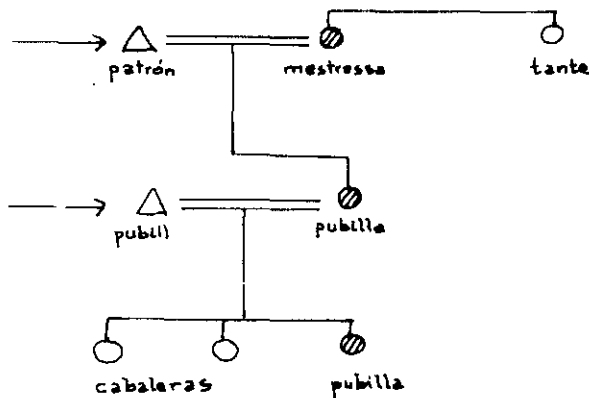 patrón mestressa tante
pubill pubilla
cabaleras pubilla